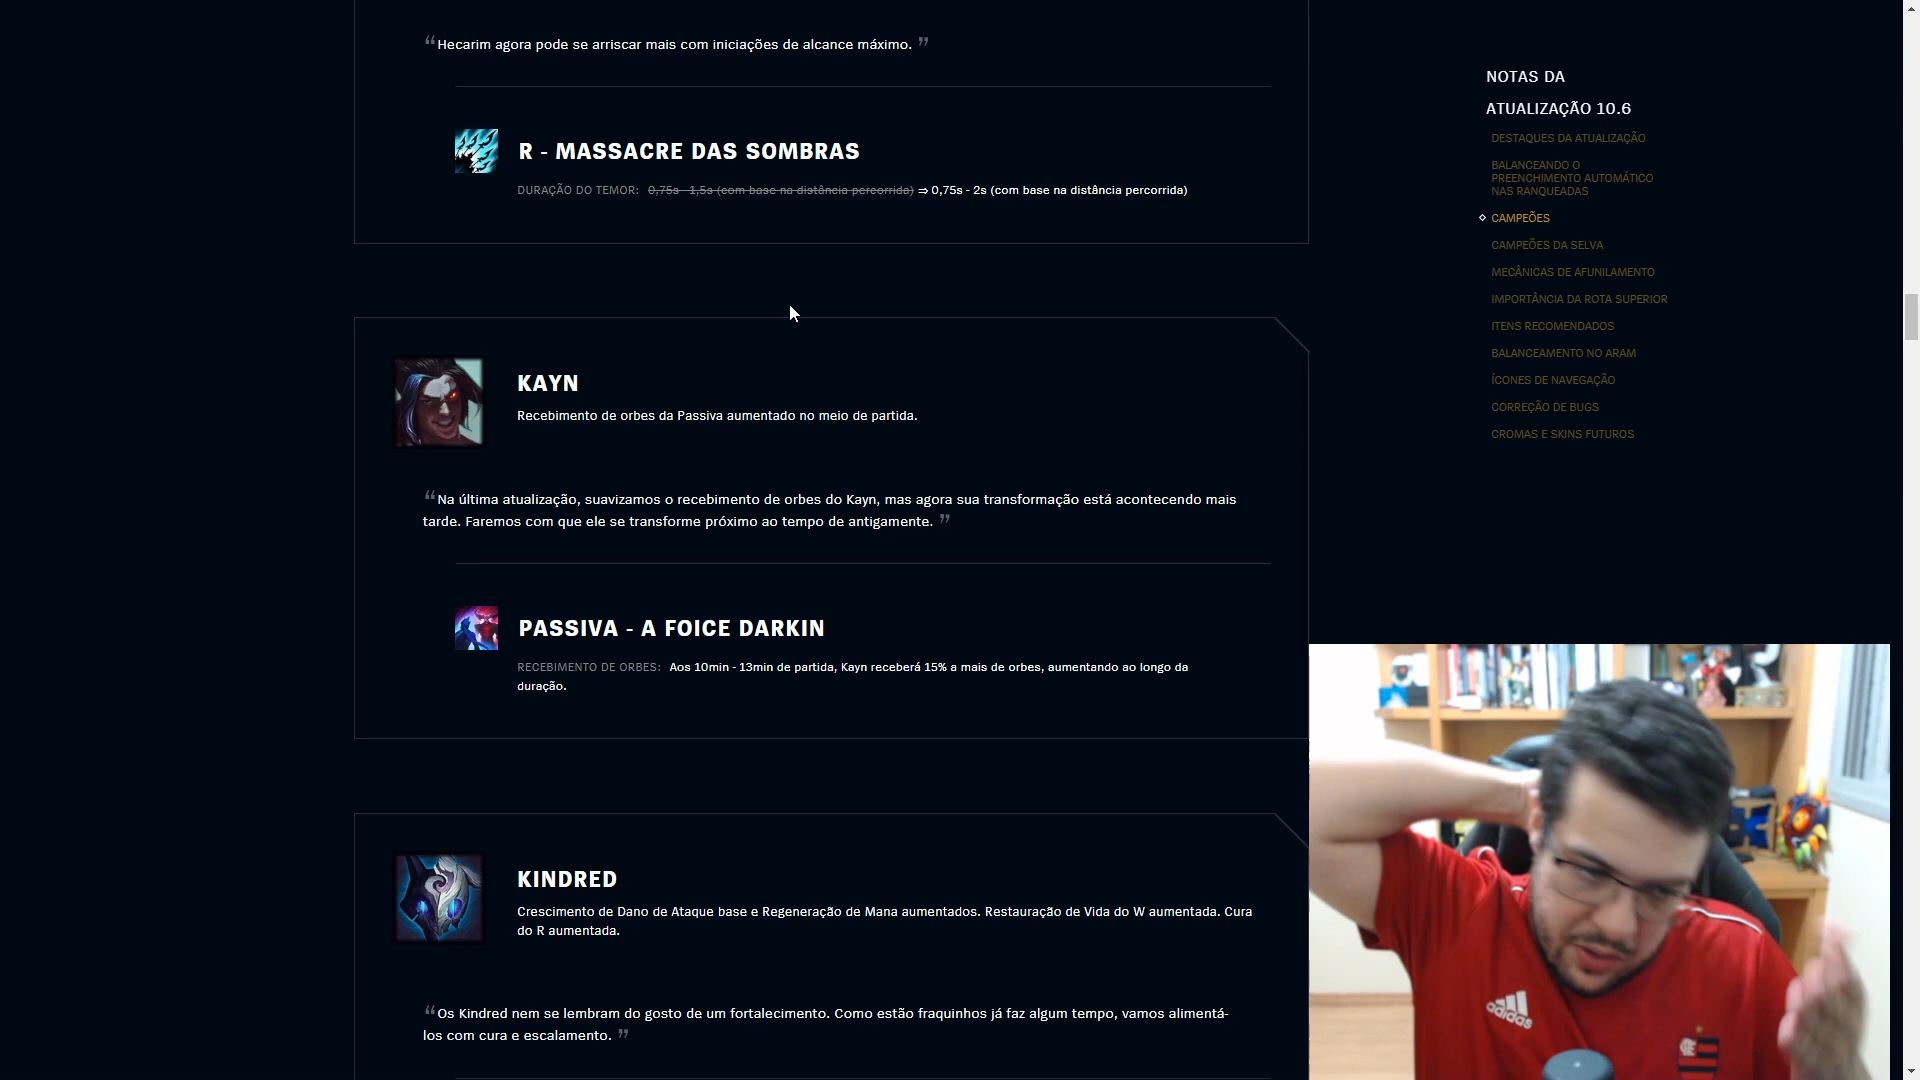 “Hecarim agora pode se arriscar mais com iniciações de alcance máximo. ”
R - MASSACRE DAS SOMBRAS
DURAÇÃO DO TEMOR: 0,75s - 1,5s (com base na distância percorrida) ⇒ 0,75s - 2s (com base na distância percorrida)
KAYN
Recebimento de orbes da Passiva aumentado no meio de partida.
“Na última atualização, suavizamos o recebimento de orbes do Kayn, mas agora sua transformação está acontecendo mais
tarde. Faremos com que ele se transforme próximo ao tempo de antigamente. ”
PASSIVA - A FOICE DARKIN
RECEBIMENTO DE ORBES: Aos 10min - 13min de partida, Kayn receberá 15% a mais de orbes, aumentando ao longo da
duração.
KINDRED
Crescimento de Dano de Ataque base e Regeneração de Mana aumentados. Restauração de Vida do W aumentada. Cura
do R aumentada.
“Os Kindred nem se lembram do gosto de um fortalecimento. Como estão fraquinhos já faz algum tempo, vamos alimentá-
los com cura e escalamento. ”
NOTAS DA
ATUALIZAÇÃO 10.6
DESTAQUES DA ATUALIZAÇÃO
BALANCEANDO O
PREENCHIMENTO AUTOMÁTICO
NAS RANQUEADAS
CAMPEÕES
CAMPEÕES DA SELVA
MECÂNICAS DE AFUNILAMENTO
IMPORTÂNCIA DA ROTA SUPERIOR
ITENS RECOMENDADOS
BALANCEAMENTO NO ARAM
ÍCONES DE NAVEGAÇÃO
CORREÇÃO DE BUGS
CROMAS E SKINS FUTUROS
adidas